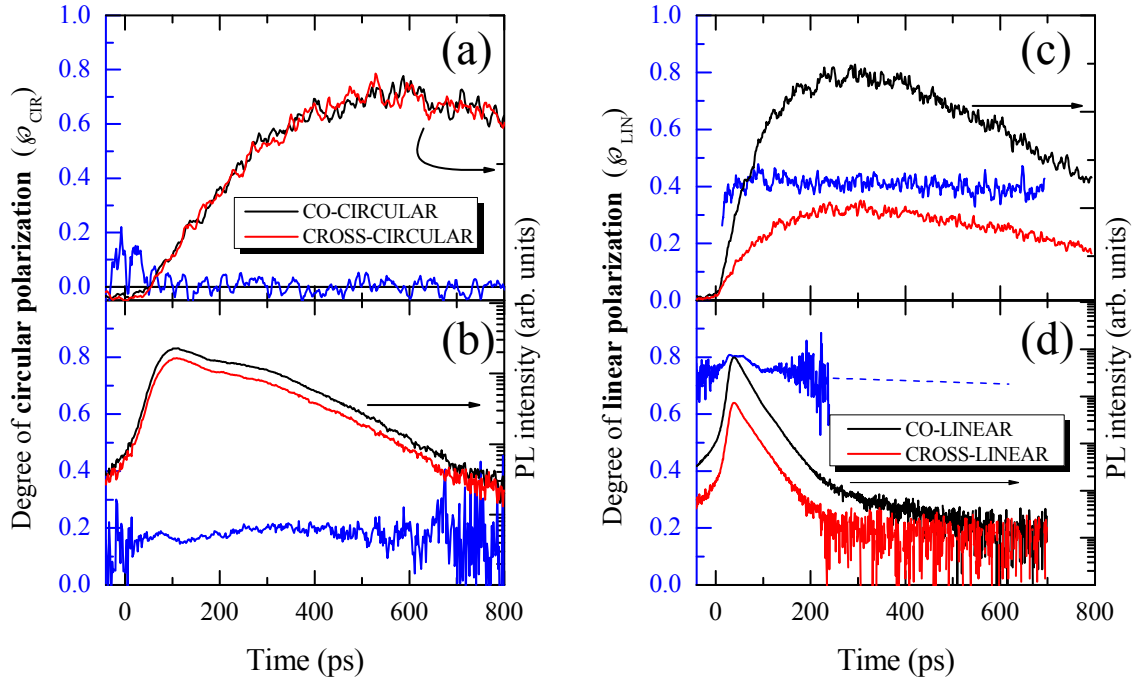 (a)
1.0
0.8
0.6
0.4
0.2
0.0
CO-CIRCULAR
CROSS-CIRCULAR
(b)
0.8
0.6
0.4
0.2
0.0
0
200
400
600
800
Time (ps)
Degree of circular polarization (℘CIR)
PL intensity (arb. units)
(c)
1.0
0.8
0.6
0.4
0.2
0.0
(d)
0.8
0.6
0.4
0.2
0.0
CO-LINEAR
CROSS-LINEAR
0
200
400
600
800
Time (ps)
Degree of linear polarization (℘LIN)
PL intensity (arb. units)